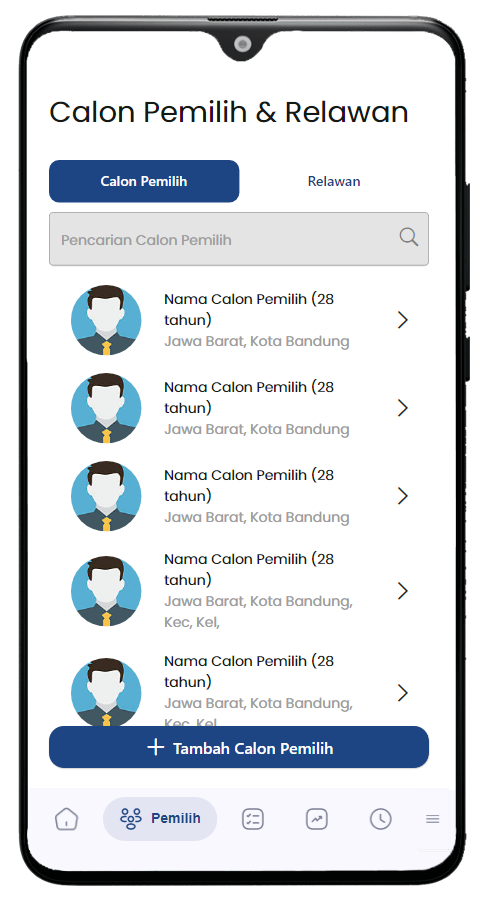 Calon Pemilih & Relawan
Calon Pemilih
Relawan
Pencarian Calon Pemilih
Nama Calon Pemilih (28
tahun)
Jawa Barat, Kota Bandung
Nama Calon Pemilih (28
tahun)
Jawa Barat, Kota Bandung
Nama Calon Pemilih (28
tahun)
Jawa Barat, Kota Bandung
Nama Calon Pemilih (28
tahun)
Jawa Barat, Kota Bandung,
Kec, Kel,
Nama Calon Pemilih (28
tahun)
Jawa Barat, Kota Bandung,
Kec, Kel
Tambah Calon Pemilih
Pemilih